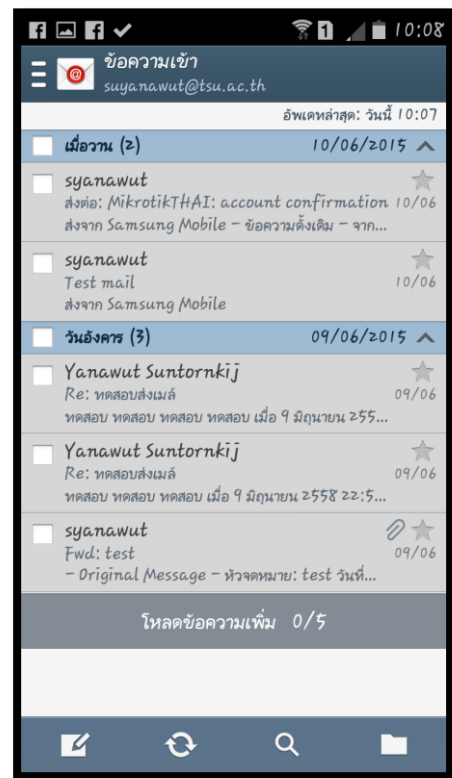 10:08
ข้อความเข้า
suyanawut@tsu.ac.th
อัพเดทล่าสุด: วันนี้ 10:07
เมื่อวาน (2) 10/06/2015
syanawut
ส่งต่อ: MikrotikTHAI: account confirmation 10/06
ส่งจาก Samsung Mobile - ข้อความดั้งเดิม - จาก...
syanawut
Test mail 10/06
ส่งจาก Samsung Mobile
วันอังคาร (3) 09/06/2015
Yanawut Suntornkij
Re: ทดสอบส่งเมล์ 09/06
ทดสอบ ทดสอบ ทดสอบ ทดสอบ เมื่อ 9 มิถุนายน 255...
Yanawut Suntornkij
Re: ทดสอบส่งเมล์ 09/06
ทดสอบ ทดสอบ ทดสอบ เมื่อ 9 มิถุนายน 2558 22:5...
syanawut
Fwd: test 09/06
- Original Message - หัวจดหมาย: test วันที่...
โหลดข้อความเพิ่ม 0/5